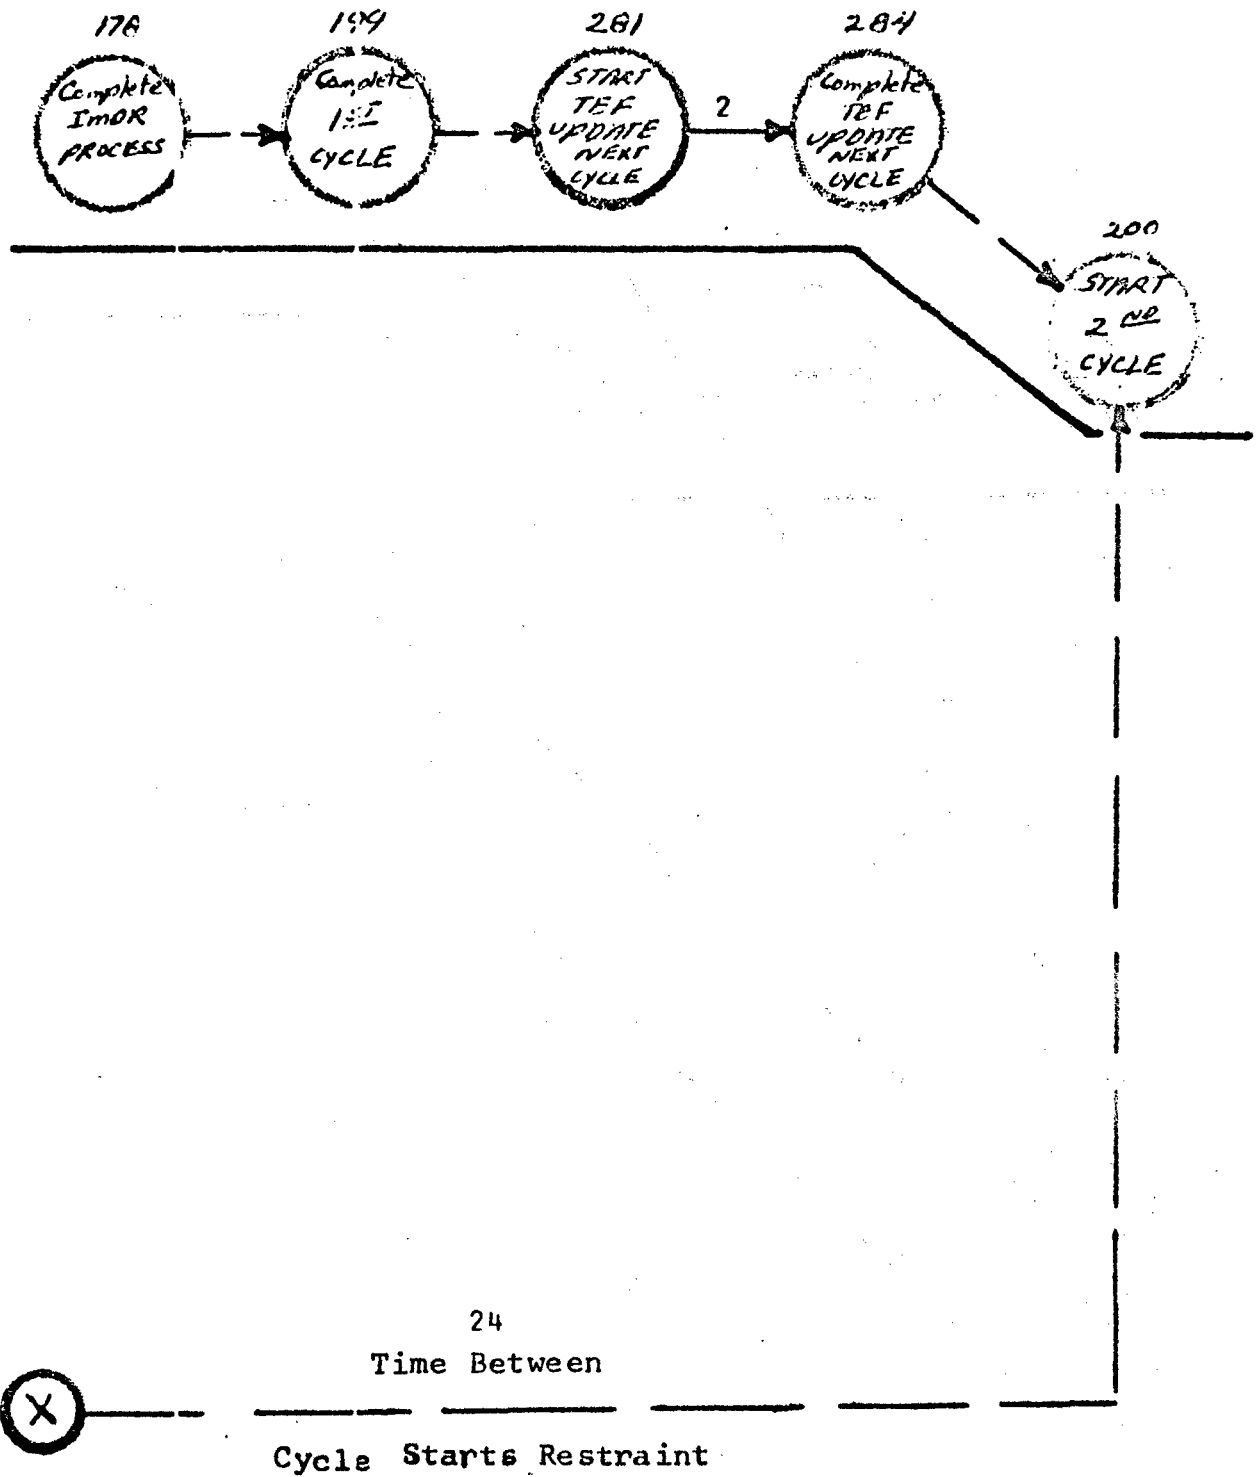 178
199
281
284
Complete
ImOR
PROCESS
Complete
1ST
CYCLE
START
TEF
UPDATE
NEXT
CYCLE
2
Complete
TEF
UPDATE
NEXT
CYCLE
200
START
2 ND
CYCLE
24
Time Between
X
Cycle Starts Restraint